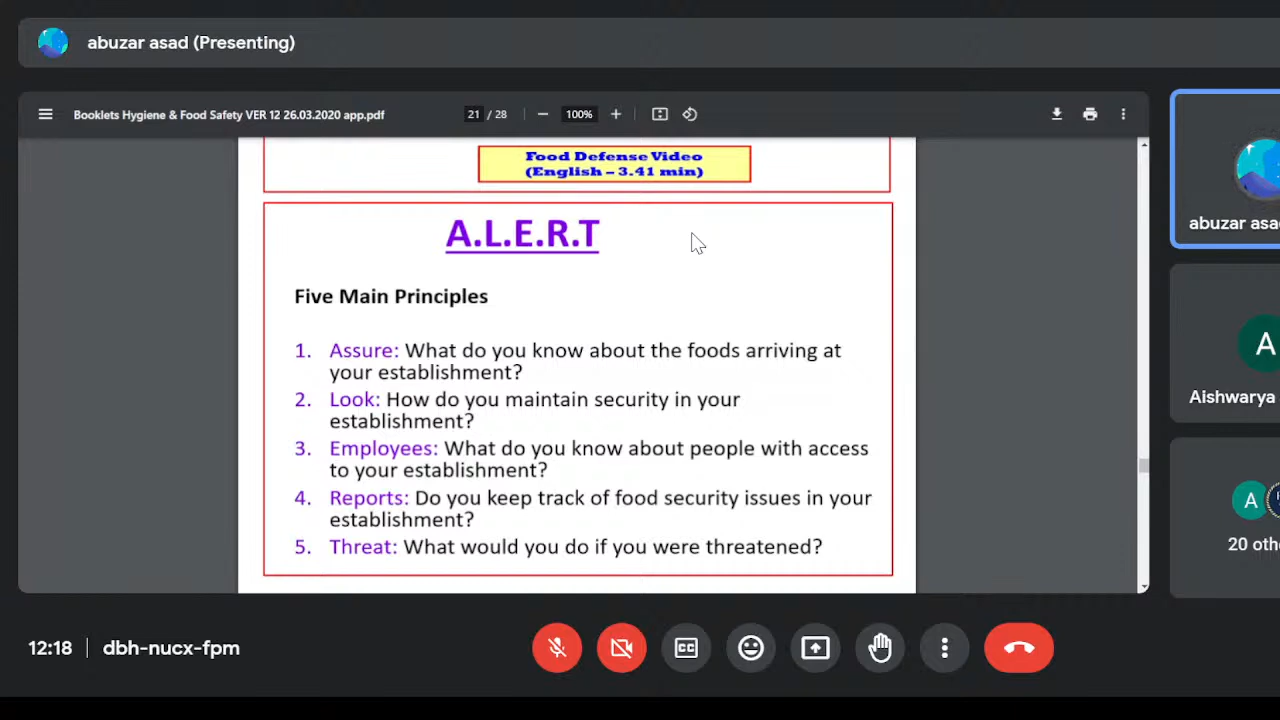 abuzar asad (Presenting)
Booklets Hygiene & Food Safety VER 12 26.03.2020 app.pdf
21 / 28
100%
Food Defense Video
(English – 3.41 min)
A.L.E.R.T
Five Main Principles
1. Assure: What do you know about the foods arriving at
your establishment?
2. Look: How do you maintain security in your
establishment?
3. Employees: What do you know about people with access
to your establishment?
4. Reports: Do you keep track of food security issues in your
establishment?
5. Threat: What would you do if you were threatened?
abuzar asa
A
Aishwarya
A
20 oth
12:18
dbh-nucx-fpm
CC